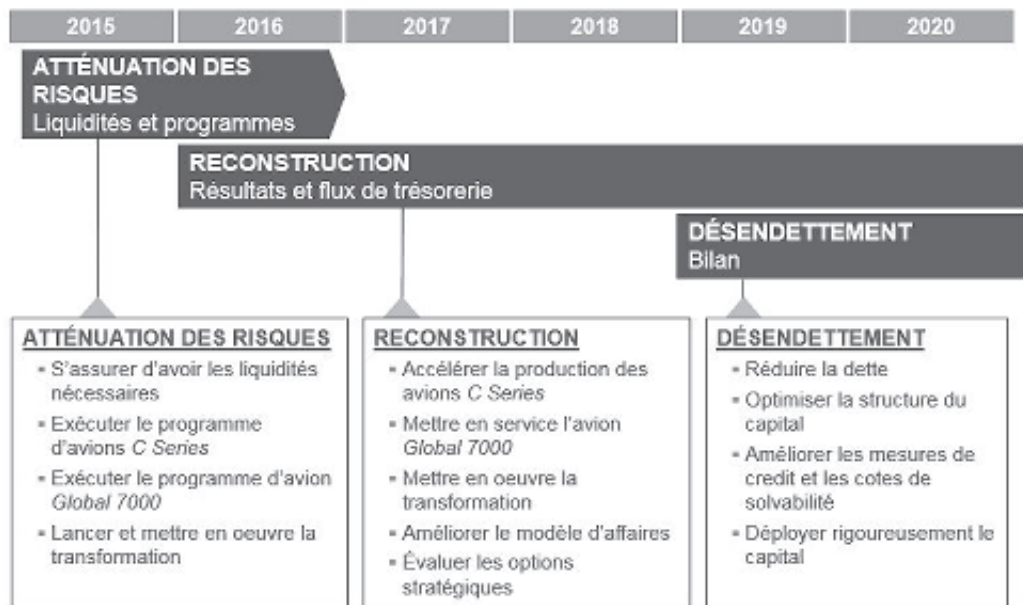 2015 2016 2017 2018 2019 2020
ATTÉNUATION DES
RISQUES
Liquidités et programmes
RECONSTRUCTION
Résultats et flux de trésorerie
DÉSENDETTEMENT
Bilan
ATTÉNUATION DES RISQUES
▪ S'assurer d'avoir les liquidités
nécessaires
▪ Exécuter le programme
d'avions C Series
▪ Exécuter le programme d'avion
Global 7000
▪ Lancer et mettre en oeuvre la
transformation
RECONSTRUCTION
▪ Accélérer la production des
avions C Series
▪ Mettre en service l'avion
Global 7000
▪ Mettre en oeuvre la
transformation
▪ Améliorer le modèle d'affaires
▪ Évaluer les options
stratégiques
DÉSENDETTEMENT
▪ Réduire la dette
▪ Optimiser la structure du
capital
▪ Améliorer les mesures de
credit et les cotes de
solvabilité
▪ Déployer rigoureusement le
capital